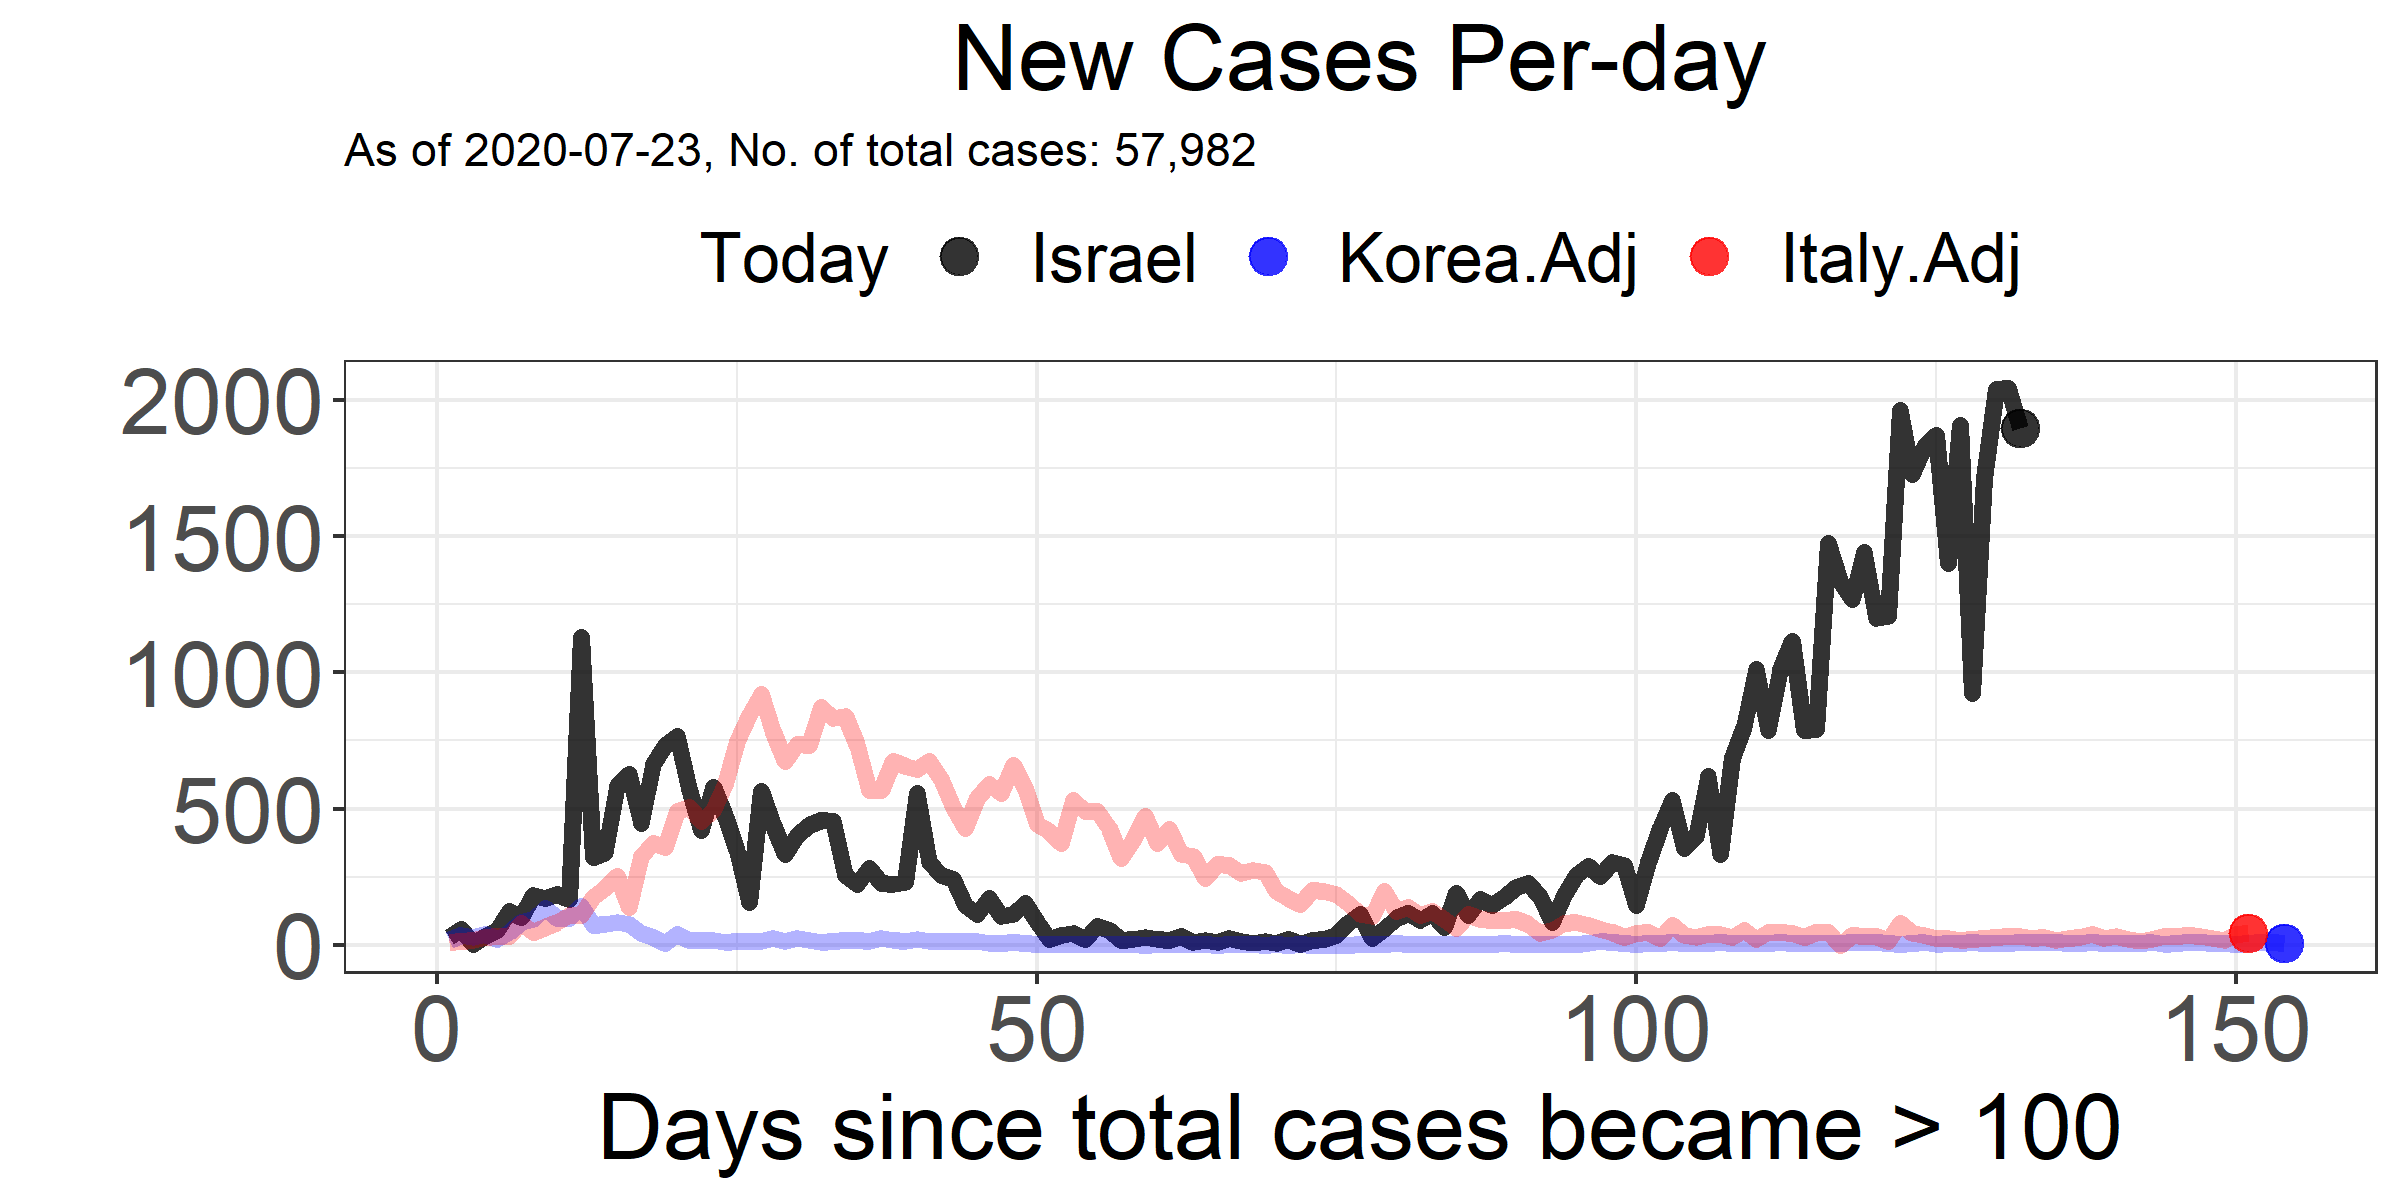 New Cases Per-day
As of 2020-07-23, No. of total cases: 57,982
Today Israel Korea.Adj Italy.Adj
2000
1500
1000
500
0
0 50 100 150
Days since total cases became > 100